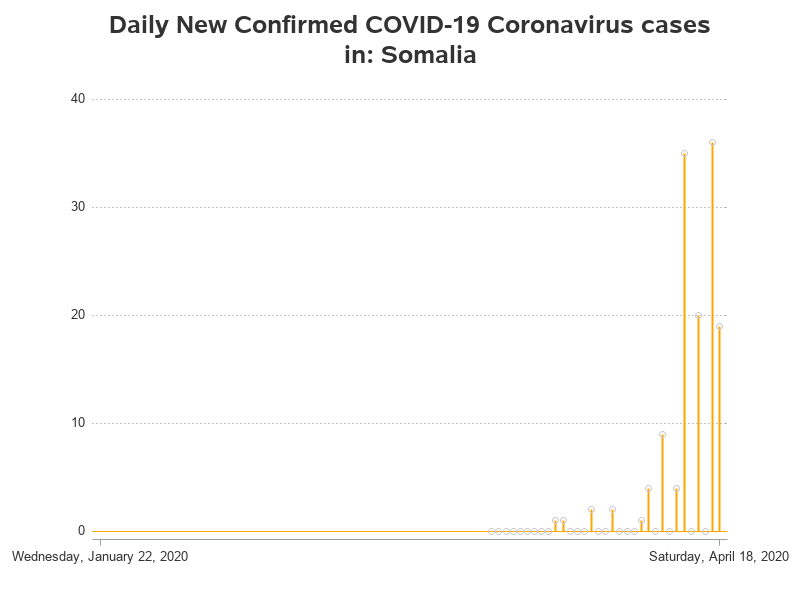 Daily New Confirmed COVID-19 Coronavirus cases
in: Somalia
40
30
20
10
0
Wednesday, January 22, 2020
Saturday, April 18, 2020